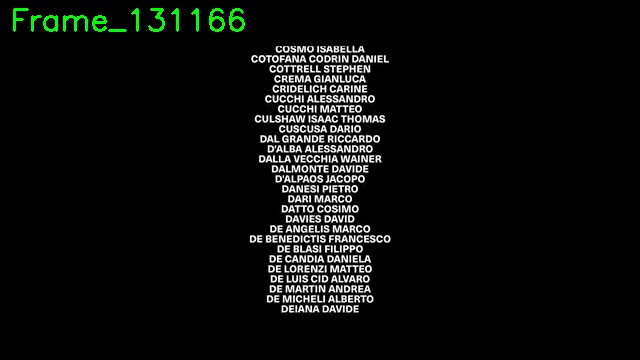 Frame_131166
COSMO ISABELLA
COTOFANA CODRIN DANIEL
COTTRELL STEPHEN
CREMA GIANLUCA
CRIDELICH CARINE
CUCCHI ALESSANDRO
CUCCHI MATTEO
CULSHAW ISAAC THOMAS
CUSCUSA DARIO
DAL GRANDE RICCARDO
D'ALBA ALESSANDRO
DALLA VECCHIA WAINER
DALMONTE DAVIDE
D'ALPAOS JACOPO
DANESI PIETRO
DARI MARCO
DATTO COSIMO
DAVIES DAVID
DE ANGELIS MARCO
DE BENEDICTIS FRANCESCO
DE BLASI FILIPPO
DE CANDIA DANIELA
DE LORENZI MATTEO
DE LUIS CID ALVARO
DE MARTIN ANDREA
DE MICHELI ALBERTO
DEIANA DAVIDE